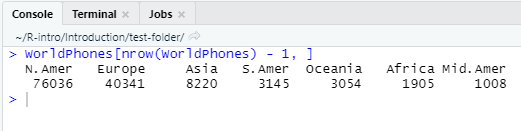 Console Terminal × Jobs ×
~/R-intro/Introduction/test-folder/
> WorldPhones[nrow(WorldPhones) - 1, ]
N.Amer Europe Asia S.Amer Oceania Africa Mid.Amer
76036 40341 8220 3145 3054 1905 1008
>